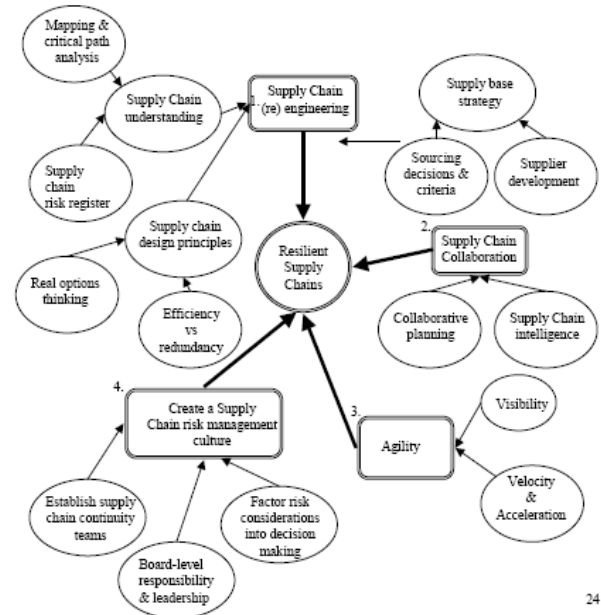 Mapping &
critical path
analysis
Supply Chain
understanding
Supply
chain
risk register
1.
Supply Chain
(re) engineering
Supply base
strategy
Sourcing
decisions &
criteria
Supplier
development
Supply chain
design principles
Real options
thinking
Efficiency
vs
redundancy
Resilient
Supply
Chains
2.
Supply Chain
Collaboration
Collaborative
planning
Supply Chain
intelligence
3.
Agility
Visibility
Velocity
&
Acceleration
4.
Create a Supply
Chain risk management
culture
Establish supply
chain continuity
teams
Board-level
responsibility
& leadership
Factor risk
considerations
into decision
making
24